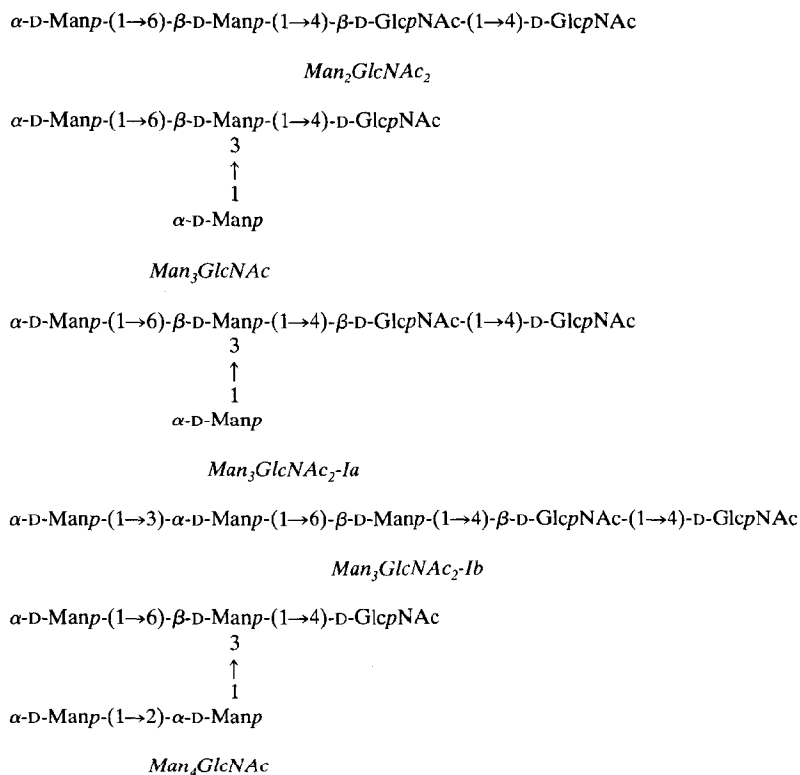 α-D-Manp-(1→6)-β-D-Manp-(1→4)-β-D-GlcpNAc-(1→4)-D-GlcpNAc
Man₂GlcNAc₂
α-D-Manp-(1→6)-β-D-Manp-(1→4)-D-GlcpNAc
3
↑
1
α-D-Manp
Man₃GlcNAc
α-D-Manp-(1→6)-β-D-Manp-(1→4)-β-D-GlcpNAc-(1→4)-D-GlcpNAc
3
↑
1
α-D-Manp
Man₃GlcNAc₂-Ia
α-D-Manp-(1→3)-α-D-Manp-(1→6)-β-D-Manp-(1→4)-β-D-GlcpNAc-(1→4)-D-GlcpNAc
Man₃GlcNAc₂-Ib
α-D-Manp-(1→6)-β-D-Manp-(1→4)-D-GlcpNAc
3
↑
1
α-D-Manp-(1→2)-α-D-Manp
Man₄GlcNAc